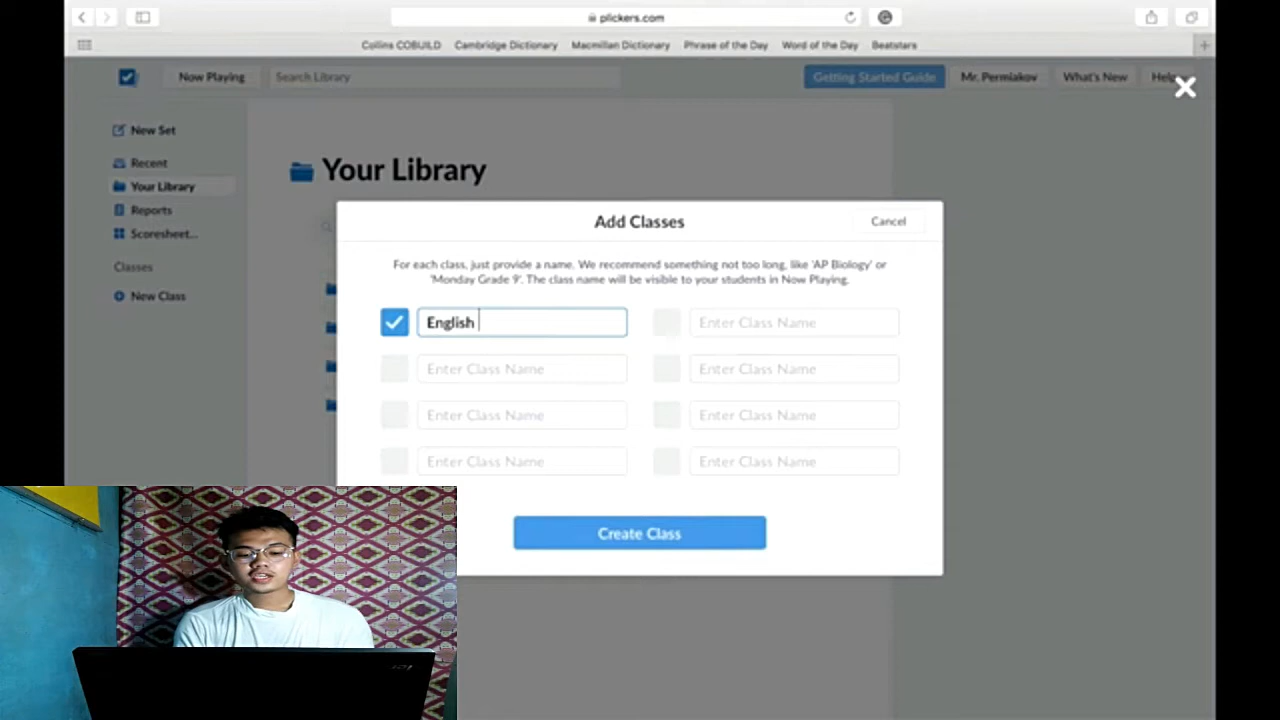 plickers.com
Collins COBUILD Cambridge Dictionary Macmillan Dictionary Phrase of the Day Word of the Day Beatstars
Now Playing Search Library Getting Started Guide Mr. Permiakov What's New Help
New Set
Recent
Your Library
Reports
Scoresheet...
Classes
New Class
Your Library
Add Classes Cancel
For each class, just provide a name. We recommend something not too long, like 'AP Biology' or
'Monday Grade 9'. The class name will be visible to your students in Now Playing.
English Enter Class Name
Enter Class Name Enter Class Name
Enter Class Name Enter Class Name
Enter Class Name Enter Class Name
Create Class